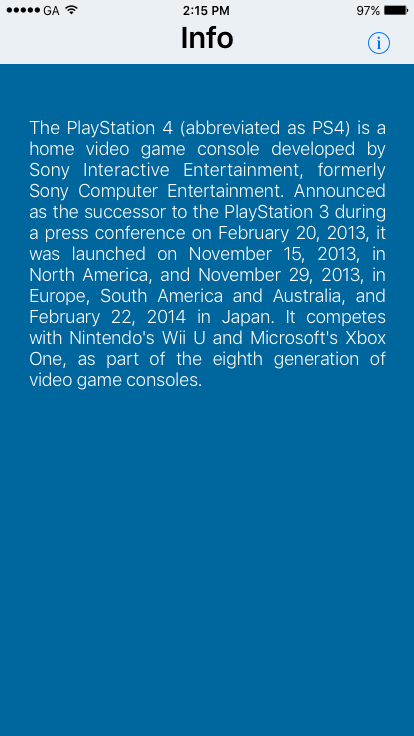 GA 2:15 PM 97%
Info
The PlayStation 4 (abbreviated as PS4) is a
home video game console developed by
Sony Interactive Entertainment, formerly
Sony Computer Entertainment. Announced
as the successor to the PlayStation 3 during
a press conference on February 20, 2013, it
was launched on November 15, 2013, in
North America, and November 29, 2013, in
Europe, South America and Australia, and
February 22, 2014 in Japan. It competes
with Nintendo's Wii U and Microsoft's Xbox
One, as part of the eighth generation of
video game consoles.